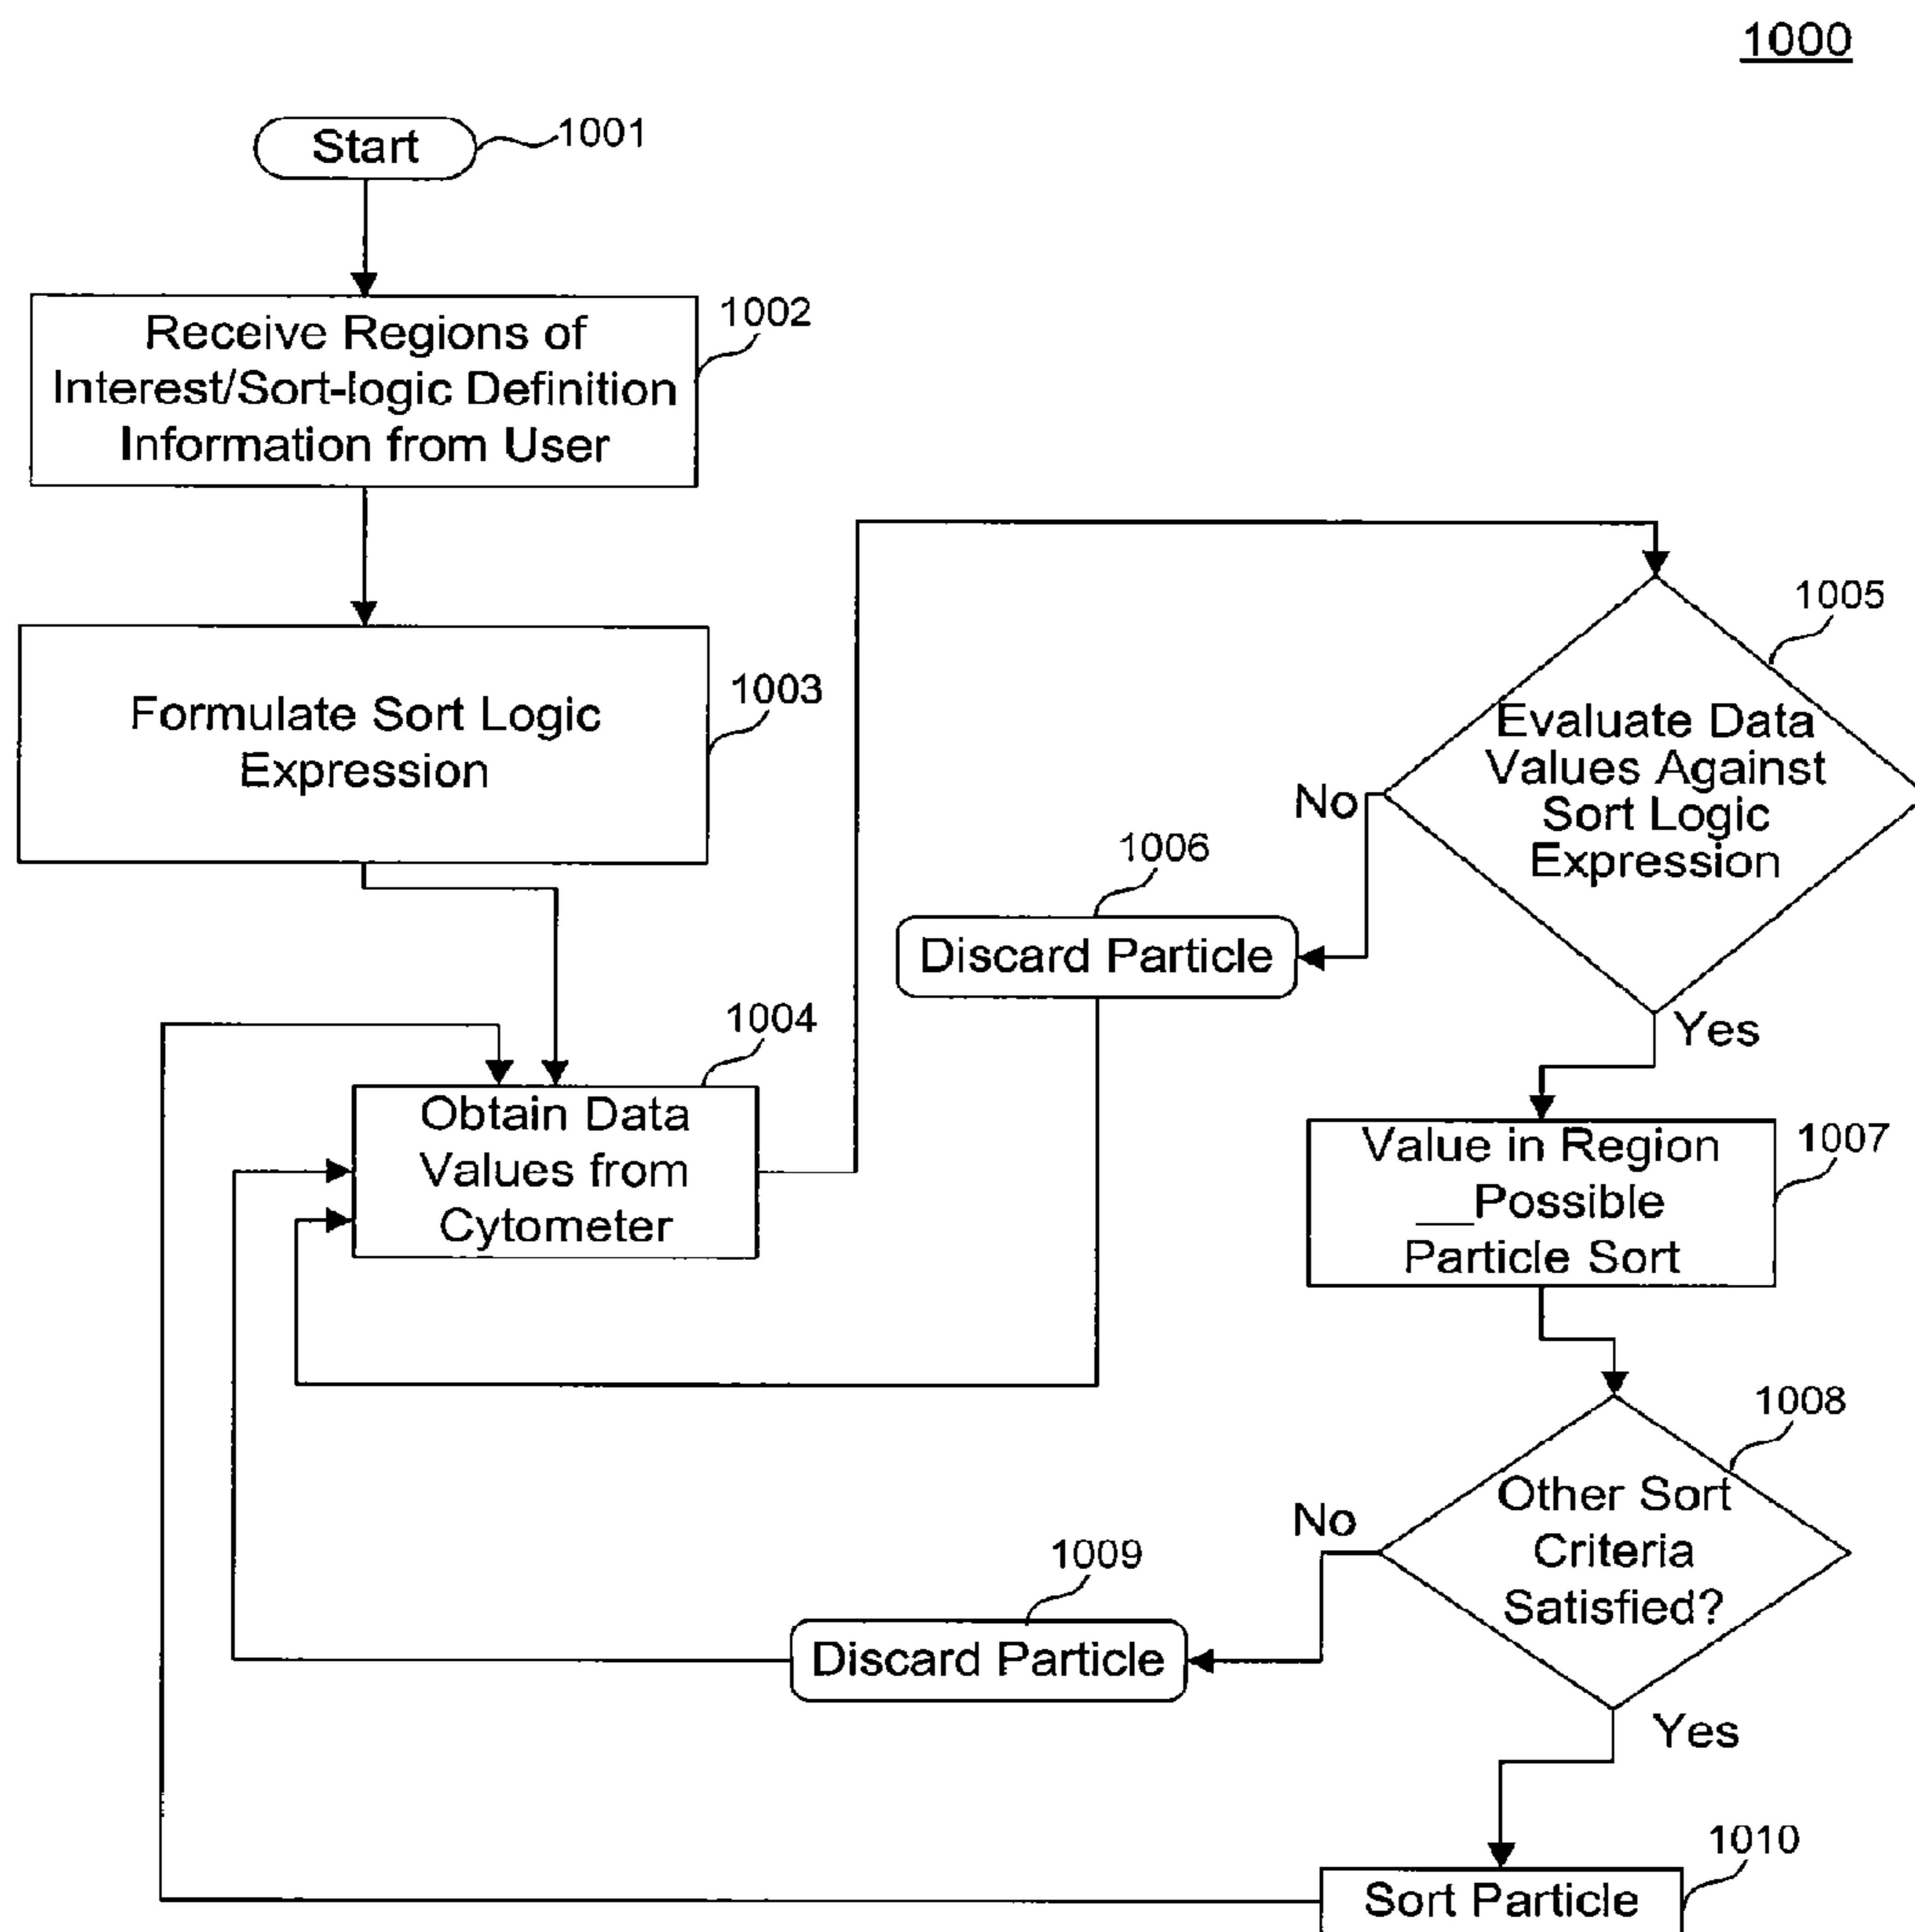 1000
Start
1001
Receive Regions of
Interest/Sort-logic Definition
Information from User
1002
Formulate Sort Logic
Expression
1003
Obtain Data
Values from
Cytometer
1004
Evaluate Data
Values Against
Sort Logic
Expression
1005
No
Yes
Discard Particle
1006
Value in Region
__Possible
Particle Sort
1007
Other Sort
Criteria
Satisfied?
1008
No
Yes
Discard Particle
1009
Sort Particle
1010